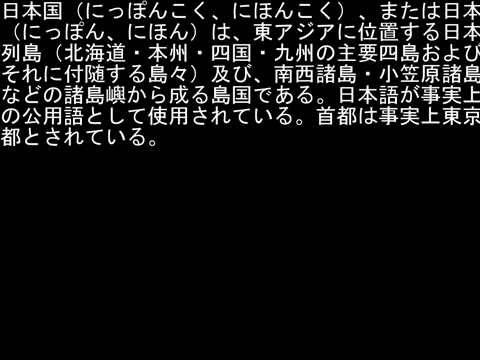 日本国（にっぽんこく、にほんこく）、または日本
（にっぽん、にほん）は、東アジアに位置する日本
列島（北海道・本州・四国・九州の主要四島および
それに付随する島々）及び、南西諸島・小笠原諸島
などの諸島嶼から成る島国である。日本語が事実上
の公用語として使用されている。首都は事実上東京
都とされている。